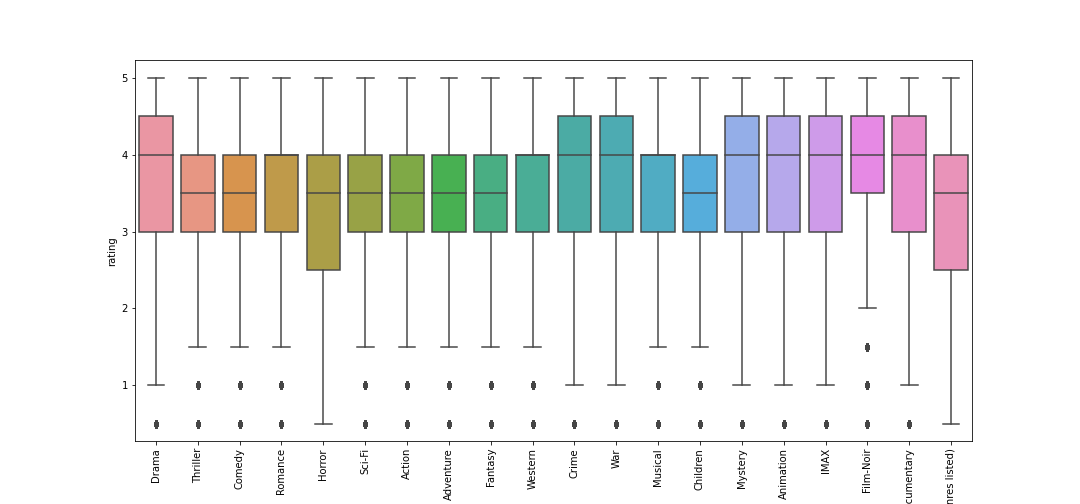 rating
5
4
3
2
1
Drama
Thriller
Comedy
Romance
Horror
Sci-Fi
Action
Adventure
Fantasy
Western
Crime
War
Musical
Children
Mystery
Animation
IMAX
Film-Noir
cumentary
nres listed)